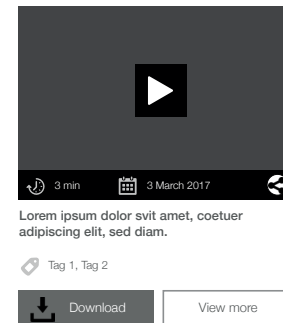 3 min 3 March 2017
Lorem ipsum dolor svit amet, coetuer
adipiscing elit, sed diam.
Tag 1, Tag 2
Download View more